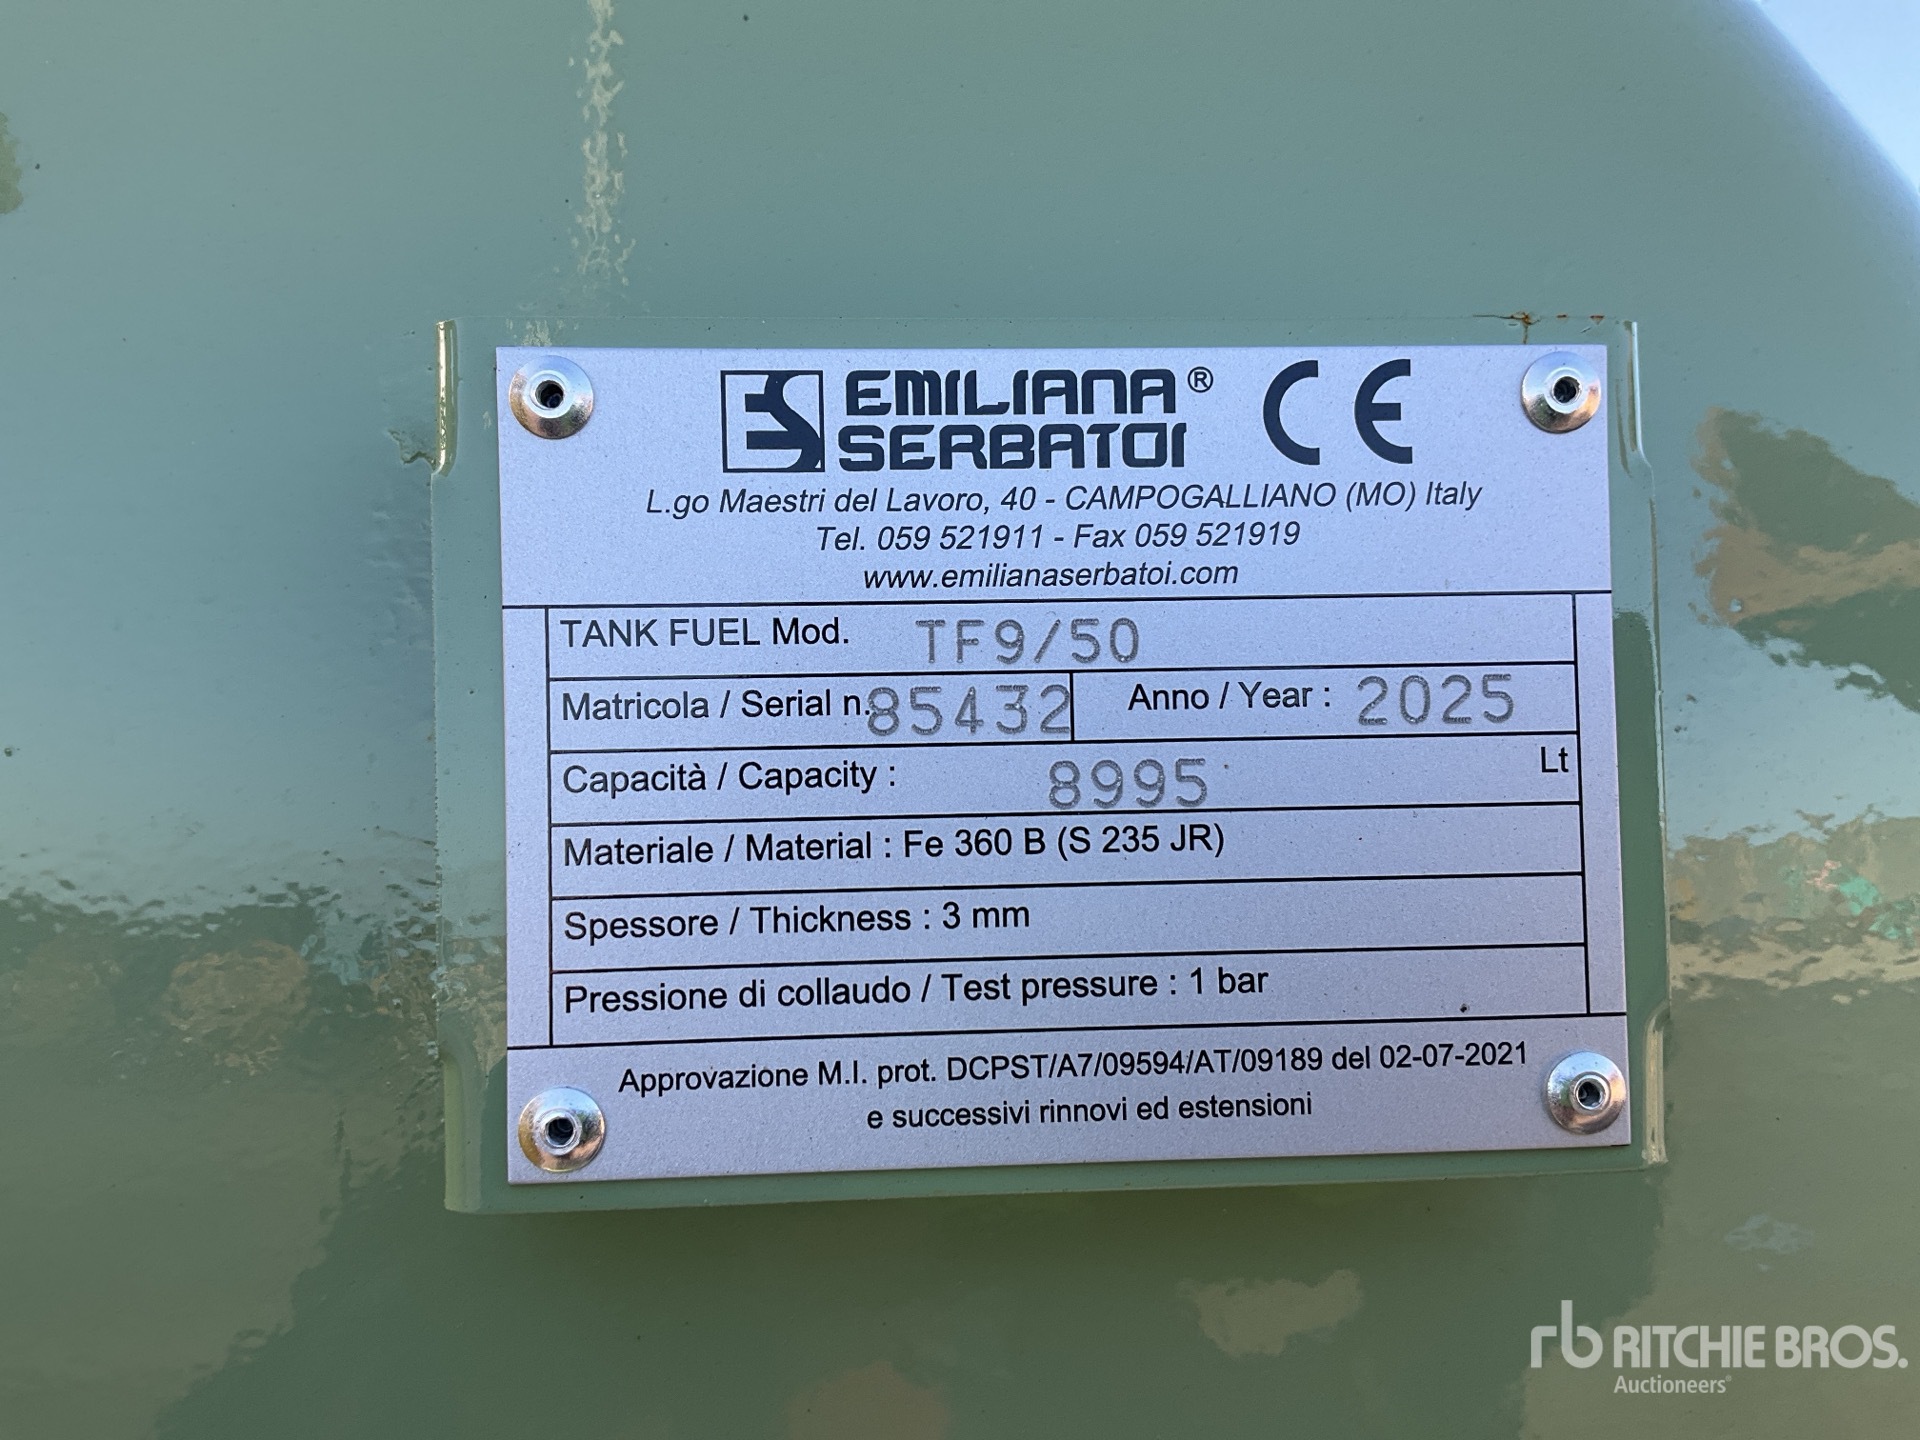 EMILIANA® CE
SERBATOI
L.go Maestri del Lavoro, 40 - CAMPOGALLIANO (MO) Italy
Tel. 059 521911 - Fax 059 521919
www.emilianaserbatoi.com
TANK FUEL Mod. TF9/50
Matricola / Serial n. 85432 Anno / Year : 2025
Capacità / Capacity : 8995 Lt
Materiale / Material : Fe 360 B (S 235 JR)
Spessore / Thickness : 3 mm
Pressione di collaudo / Test pressure : 1 bar
Approvazione M.I. prot. DCPST/A7/09594/AT/09189 del 02-07-2021
e successivi rinnovi ed estensioni
rb RITCHIE BROS.
Auctioneers®